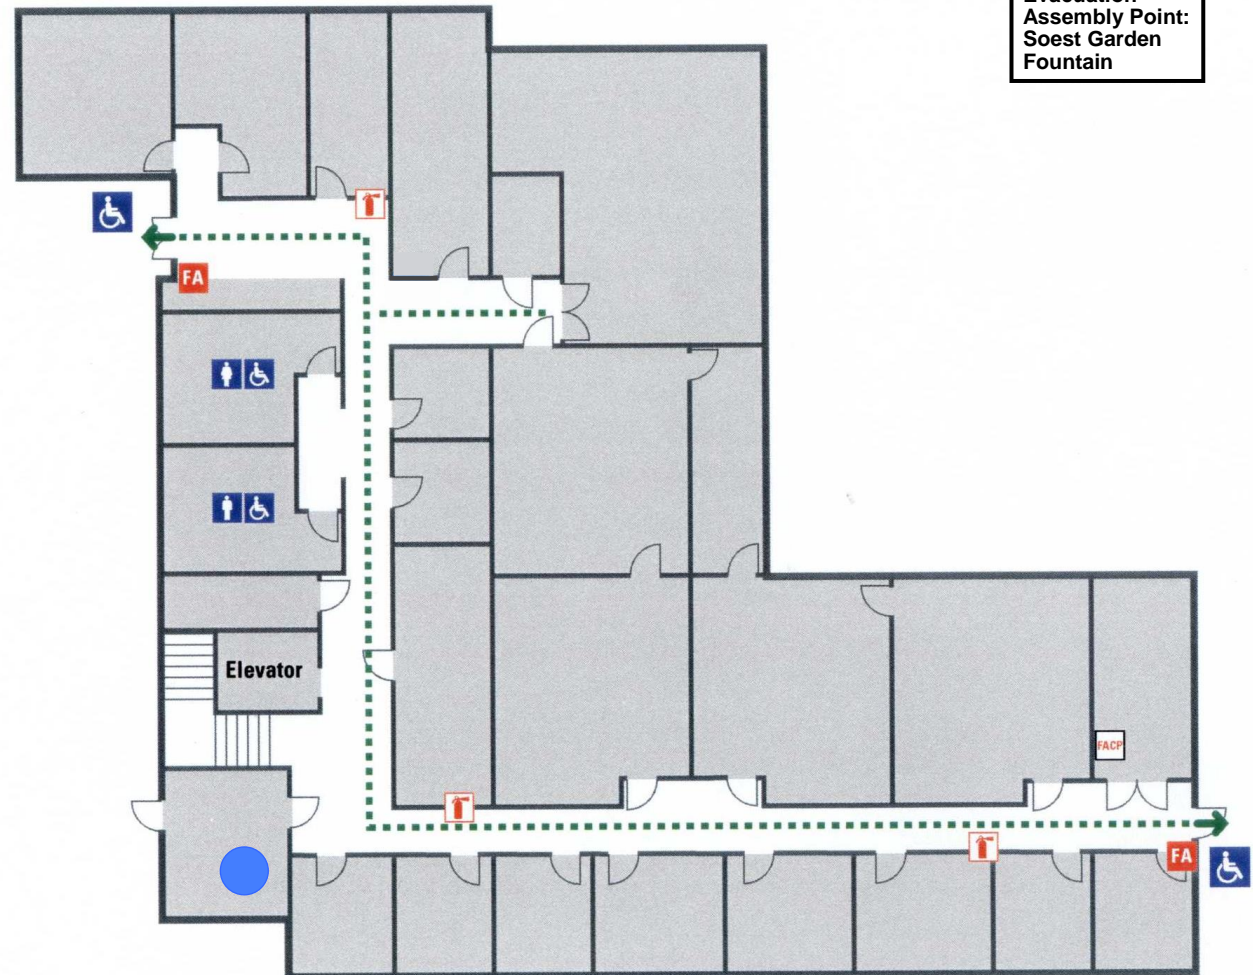 Assembly Point:
Soest Garden
Fountain
FA
Elevator
FACP
FA